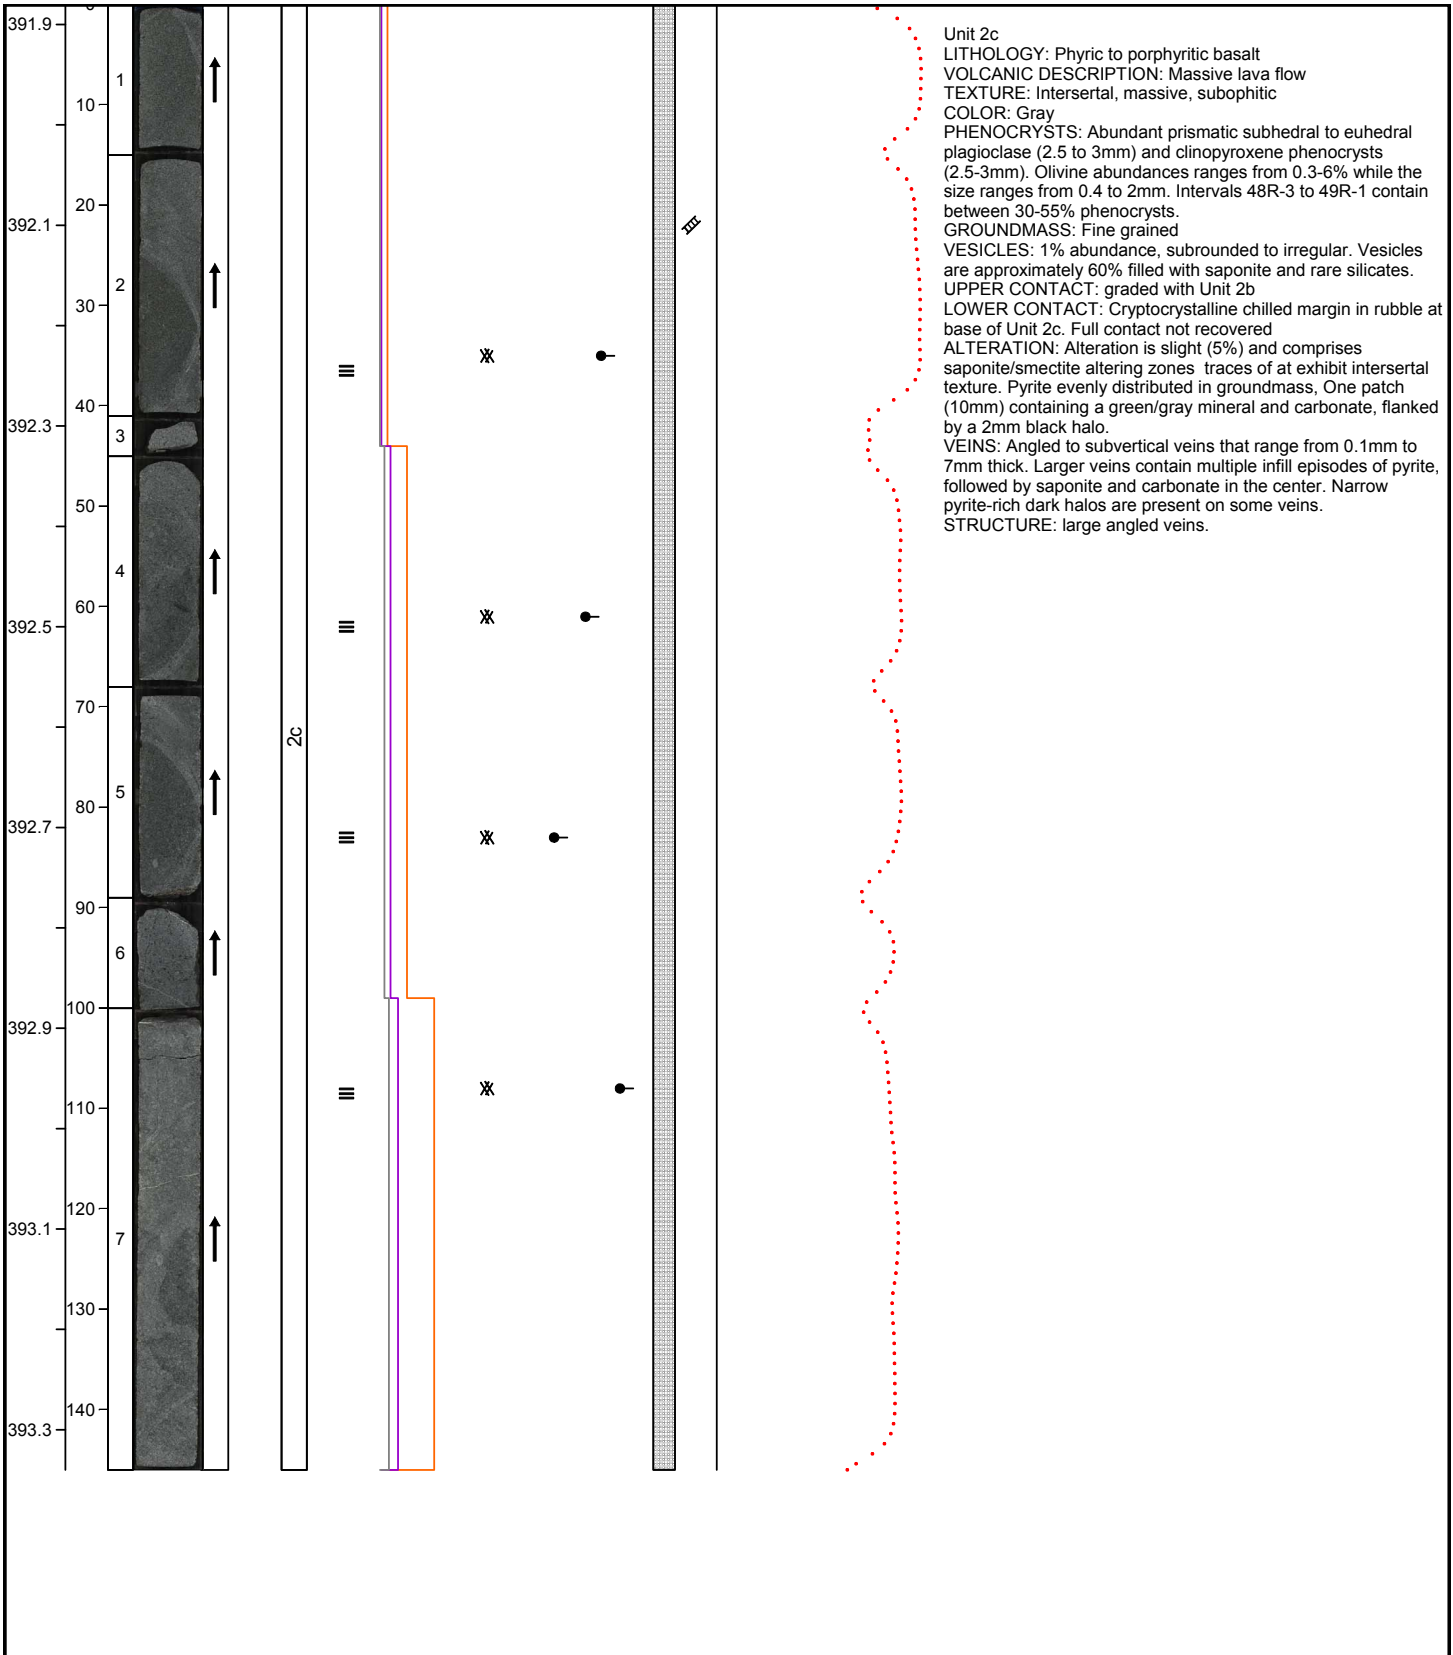 0
391.9
1
10
20
392.1
2
30
40
392.3
3
50
4
60
392.5
70
2c
5
80
392.7
90
6
100
392.9
110
120
393.1
7
130
140
393.3
Unit 2c
LITHOLOGY: Phyric to porphyritic basalt
VOLCANIC DESCRIPTION: Massive lava flow
TEXTURE: Intersertal, massive, subophitic
COLOR: Gray
PHENOCRYSTS: Abundant prismatic subhedral to euhedral
plagioclase (2.5 to 3mm) and clinopyroxene phenocrysts
(2.5-3mm). Olivine abundances ranges from 0.3-6% while the
size ranges from 0.4 to 2mm. Intervals 48R-3 to 49R-1 contain
between 30-55% phenocrysts.
GROUNDMASS: Fine grained
VESICLES: 1% abundance, subrounded to irregular. Vesicles
are approximately 60% filled with saponite and rare silicates.
UPPER CONTACT: graded with Unit 2b
LOWER CONTACT: Cryptocrystalline chilled margin in rubble at
base of Unit 2c. Full contact not recovered
ALTERATION: Alteration is slight (5%) and comprises
saponite/smectite altering zones  traces of at exhibit intersertal
texture. Pyrite evenly distributed in groundmass, One patch
(10mm) containing a green/gray mineral and carbonate, flanked
by a 2mm black halo.
VEINS: Angled to subvertical veins that range from 0.1mm to
7mm thick. Larger veins contain multiple infill episodes of pyrite,
followed by saponite and carbonate in the center. Narrow
pyrite-rich dark halos are present on some veins.
STRUCTURE: large angled veins.